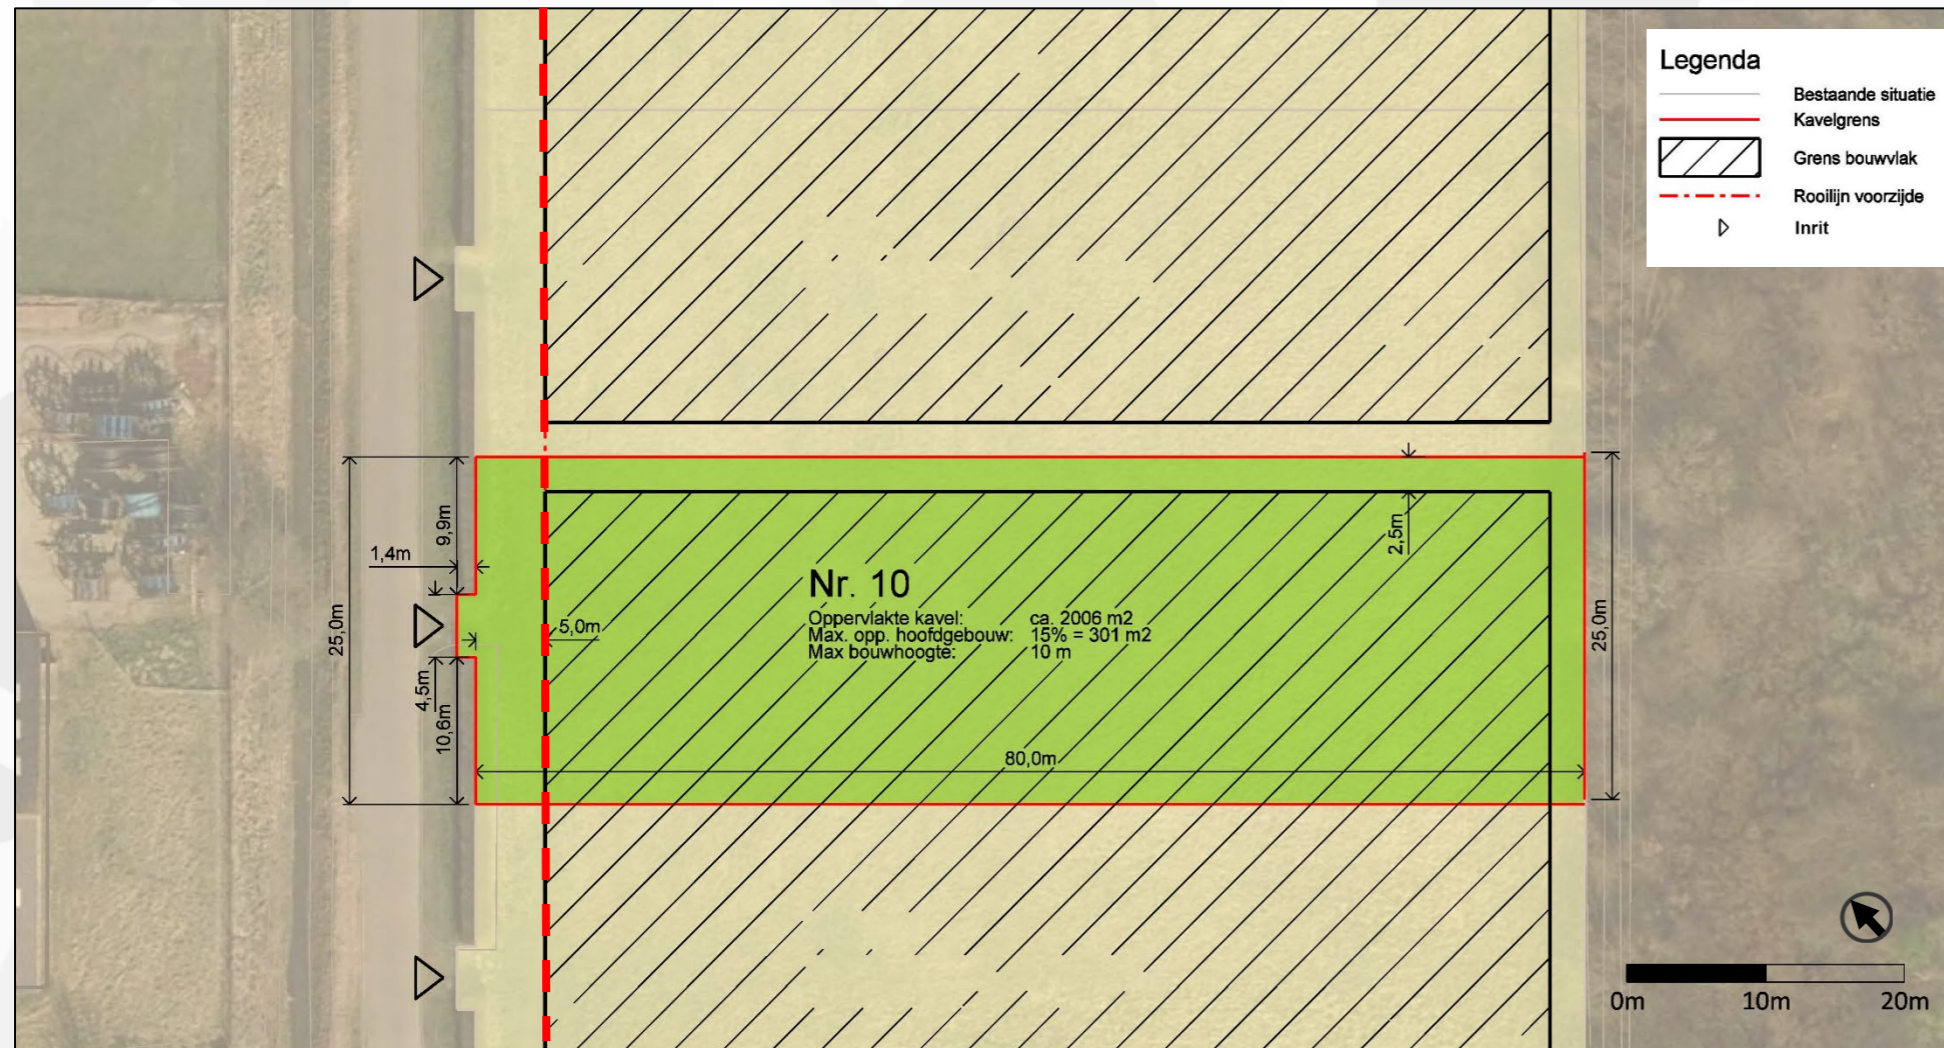 Legenda
Bestaande situatie
Kavelgrens
Grens bouwvlak
Rooilijn voorzijde
Inrit
25,0m
9,9m
1,4m
4,5m
10,6m
5,0m
2,5m
Nr. 10
Oppervlakte kavel: ca. 2006 m2
Max. opp. hoofdgebouw: 15% = 301 m2
Max bouwhoogte: 10 m
80,0m
25,0m
0m 10m 20m